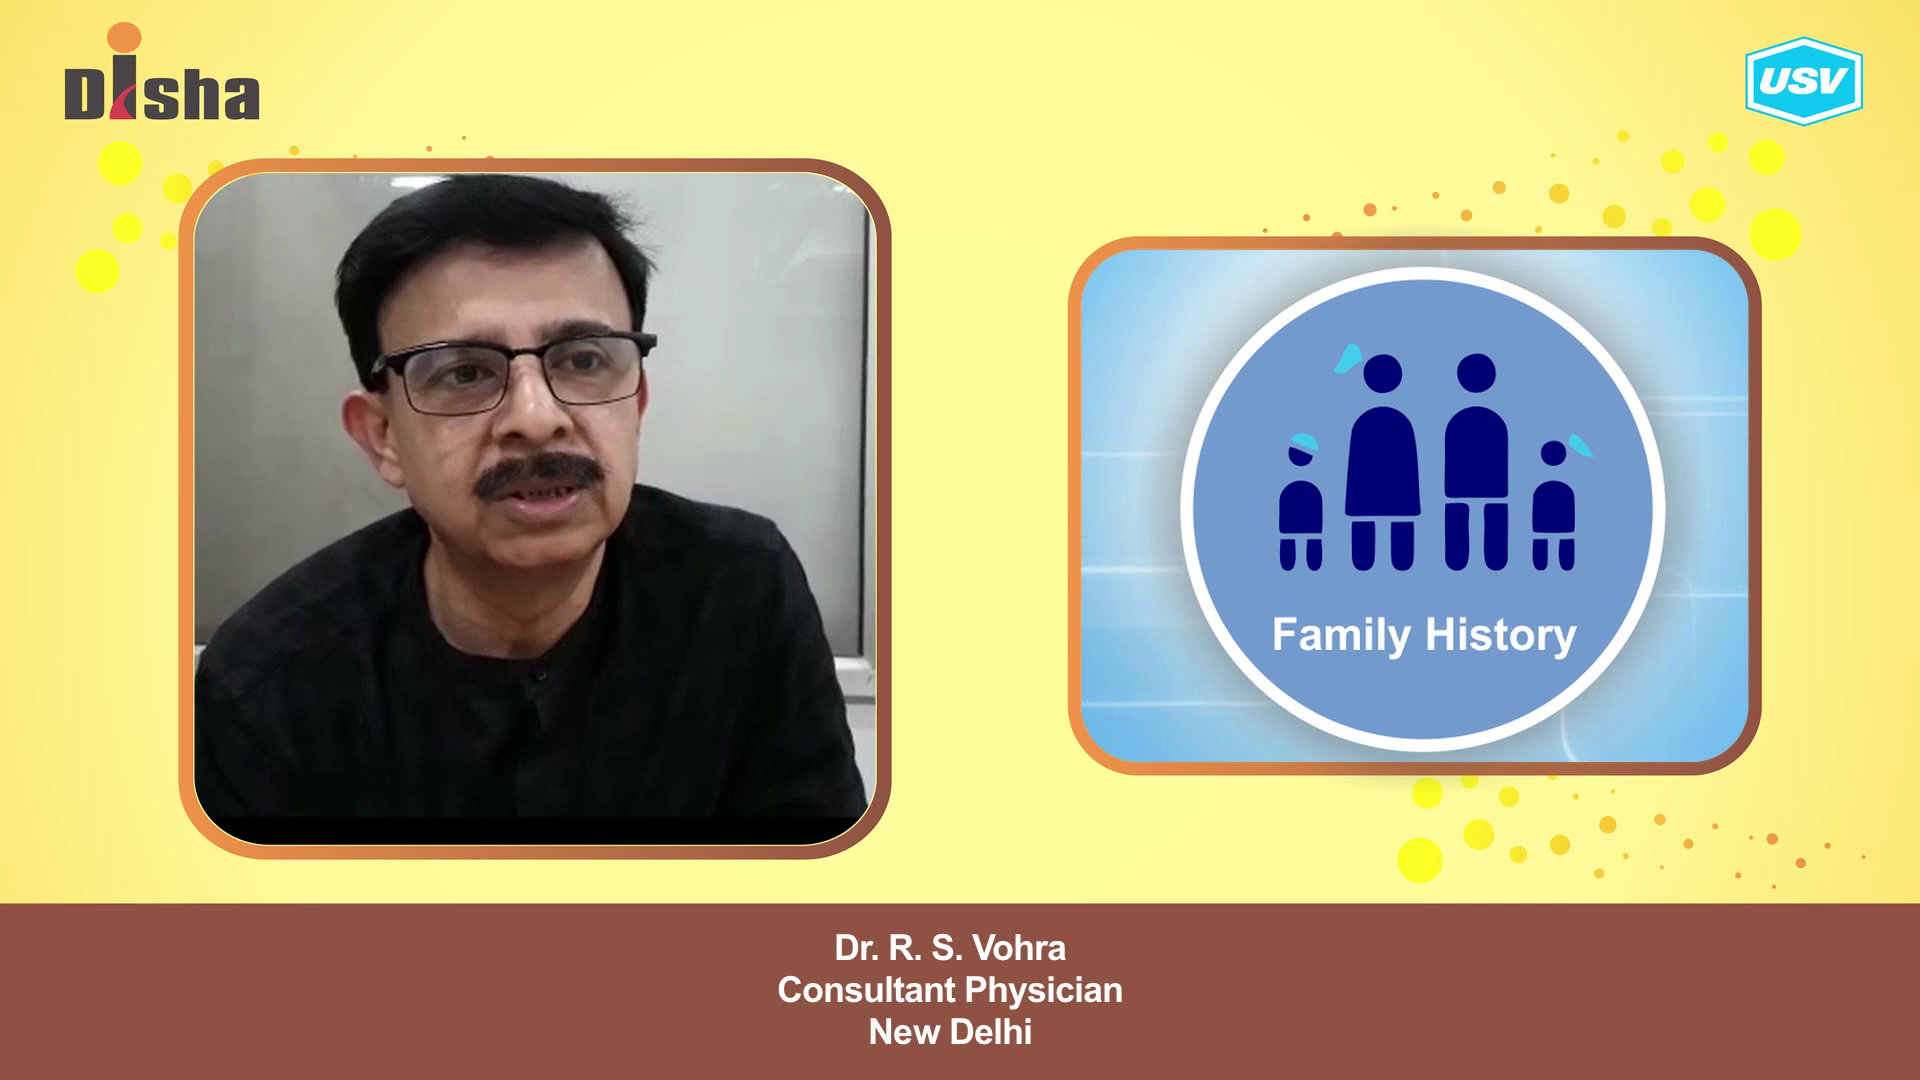 Disha
USV
Family History
Dr. R. S. Vohra
Consultant Physician
New Delhi